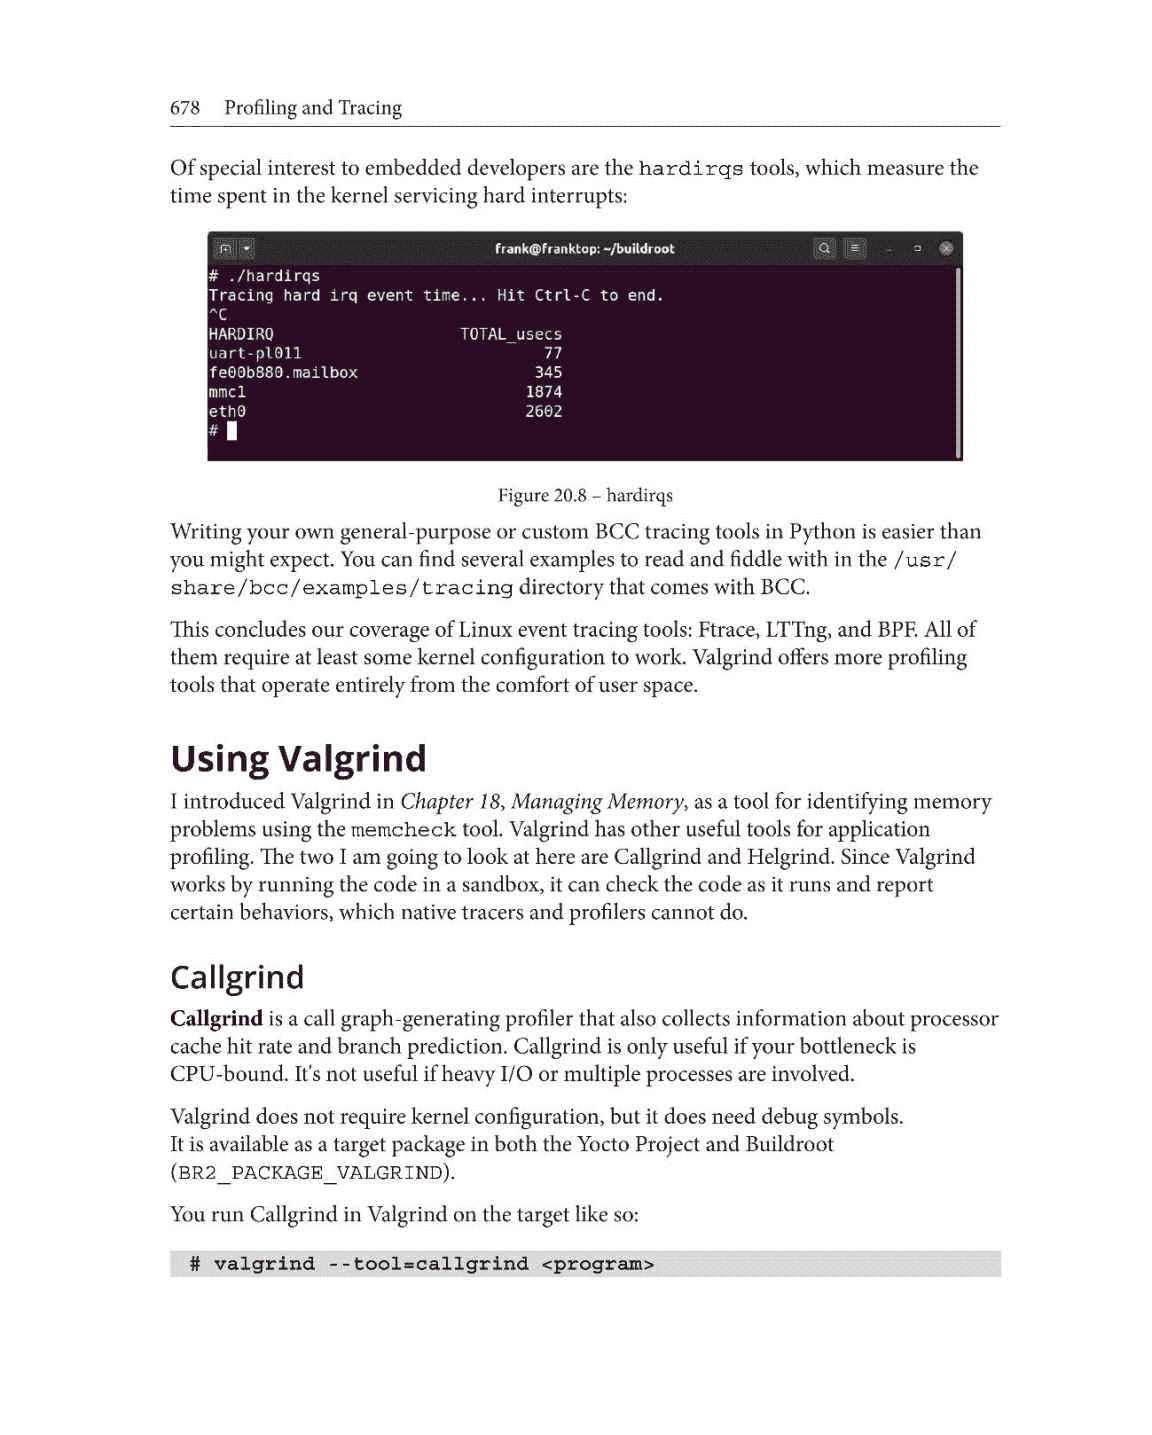 678 Profiling and Tracing
Of special interest to embedded developers are the hardirqs tools, which measure the
time spent in the kernel servicing hard interrupts:
frank@franktop: ~/buildroot
# ./hardirqs
Tracing hard irq event time... Hit Ctrl-C to end.
^C
HARDIRQ TOTAL_usecs
uart-pl011 77
fe00b880.mailbox 345
mmc1 1874
eth0 2602
#
Figure 20.8 – hardirqs
Writing your own general-purpose or custom BCC tracing tools in Python is easier than
you might expect. You can find several examples to read and fiddle with in the /usr/
share/bcc/examples/tracing directory that comes with BCC.
This concludes our coverage of Linux event tracing tools: Ftrace, LTTng, and BPF. All of
them require at least some kernel configuration to work. Valgrind offers more profiling
tools that operate entirely from the comfort of user space.
Using Valgrind
I introduced Valgrind in Chapter 18, Managing Memory, as a tool for identifying memory
problems using the memcheck tool. Valgrind has other useful tools for application
profiling. The two I am going to look at here are Callgrind and Helgrind. Since Valgrind
works by running the code in a sandbox, it can check the code as it runs and report
certain behaviors, which native tracers and profilers cannot do.
Callgrind
Callgrind is a call graph-generating profiler that also collects information about processor
cache hit rate and branch prediction. Callgrind is only useful if your bottleneck is
CPU-bound. It's not useful if heavy I/O or multiple processes are involved.
Valgrind does not require kernel configuration, but it does need debug symbols.
It is available as a target package in both the Yocto Project and Buildroot
(BR2_PACKAGE_VALGRIND).
You run Callgrind in Valgrind on the target like so:
# valgrind --tool=callgrind <program>